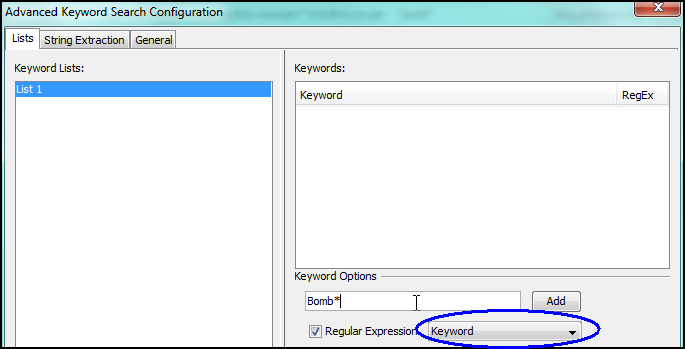 Advanced Keyword Search Configuration
Lists String Extraction General
Keyword Lists: Keywords:
List 1
Keyword RegEx
Keyword Options
Bomb* Add
Regular Expression Keyword